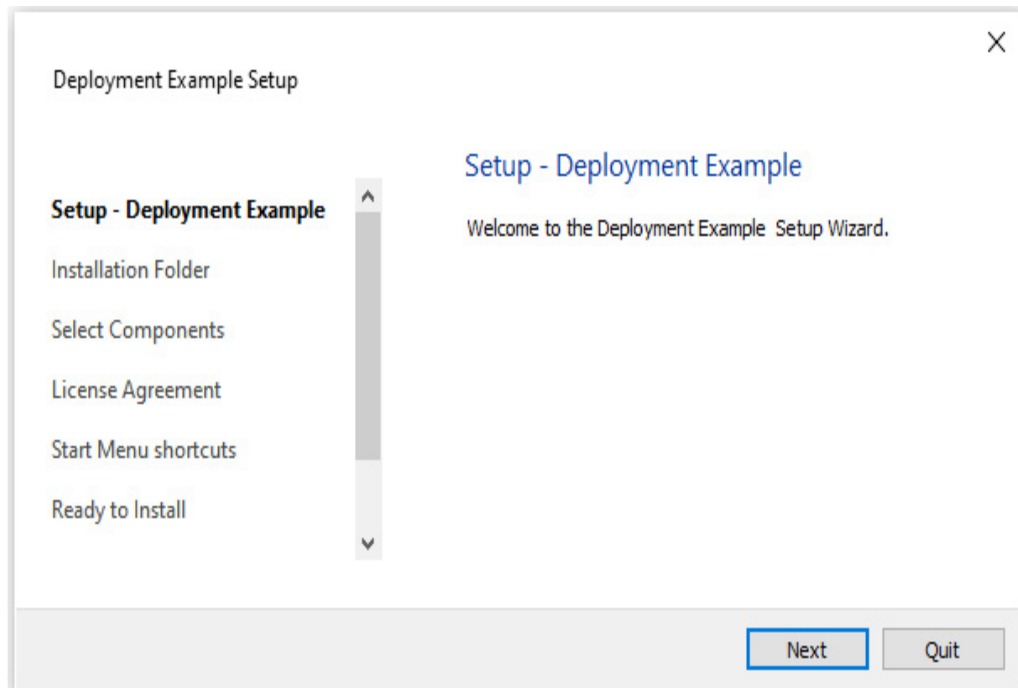 Deployment Example Setup
Setup - Deployment Example
Installation Folder
Select Components
License Agreement
Start Menu shortcuts
Ready to Install
Setup - Deployment Example
Welcome to the Deployment Example  Setup Wizard.
Next
Quit